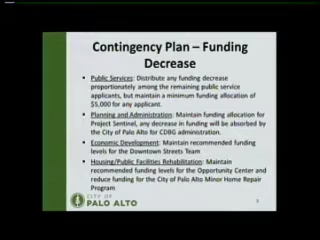 Contingency Plan – Funding
Decrease
• Public Services: Distribute any funding decrease
proportionately among the remaining public service
applicants, but maintain a minimum funding allocation of
$5,000 for any applicant.
• Planning and Administration: Maintain funding allocation for
Project Sentinel, any decrease in funding will be absorbed by
the City of Palo Alto for CDBG administration.
• Economic Development: Maintain recommended funding
levels for the Downtown Streets Team
• Housing/Public Facilities Rehabilitation: Maintain
recommended funding levels for the Opportunity Center and
reduce funding for the City of Palo Alto Minor Home Repair
Program
CITY OF
PALO ALTO